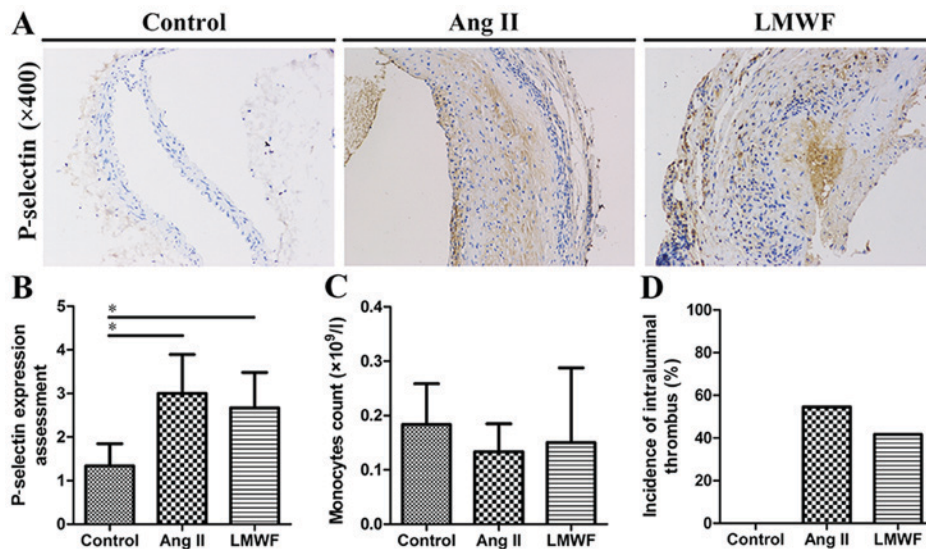 A
Control
Ang II
LMWF
P-selectin (×400)
B
P-selectin expression
assessment
5
4
3
2
1
0
*
*
Control Ang II LMWF
C
Monocytes count (×10⁹/l)
0.4
0.3
0.2
0.1
0.0
Control Ang II LMWF
D
Incidence of intraluminal
thrombus (%)
100
80
60
40
20
0
Control Ang II LMWF